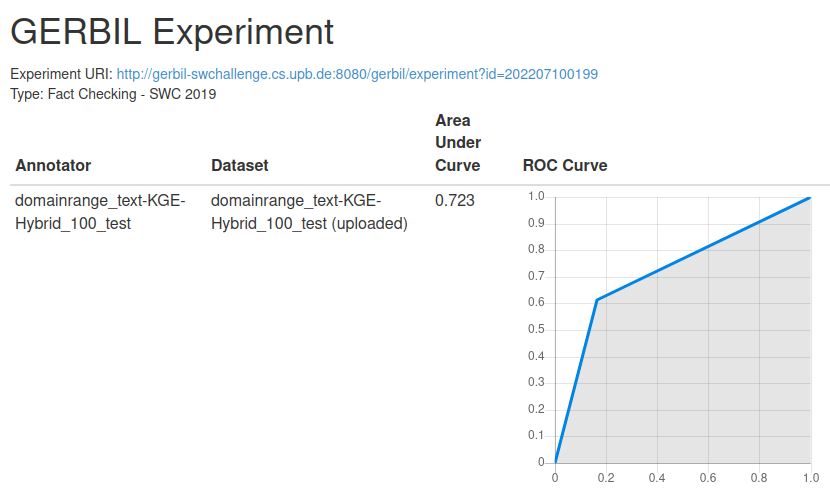 GERBIL Experiment
Experiment URI: http://gerbil-swchallenge.cs.upb.de:8080/gerbil/experiment?id=202207100199
Type: Fact Checking - SWC 2019
Annotator
Dataset
Area
Under
Curve
ROC Curve
domainrange_text-KGE-
Hybrid_100_test
domainrange_text-KGE-
Hybrid_100_test (uploaded)
0.723
1.0
0.9
0.8
0.7
0.6
0.5
0.4
0.3
0.2
0.1
0
0 0.2 0.4 0.6 0.8 1.0